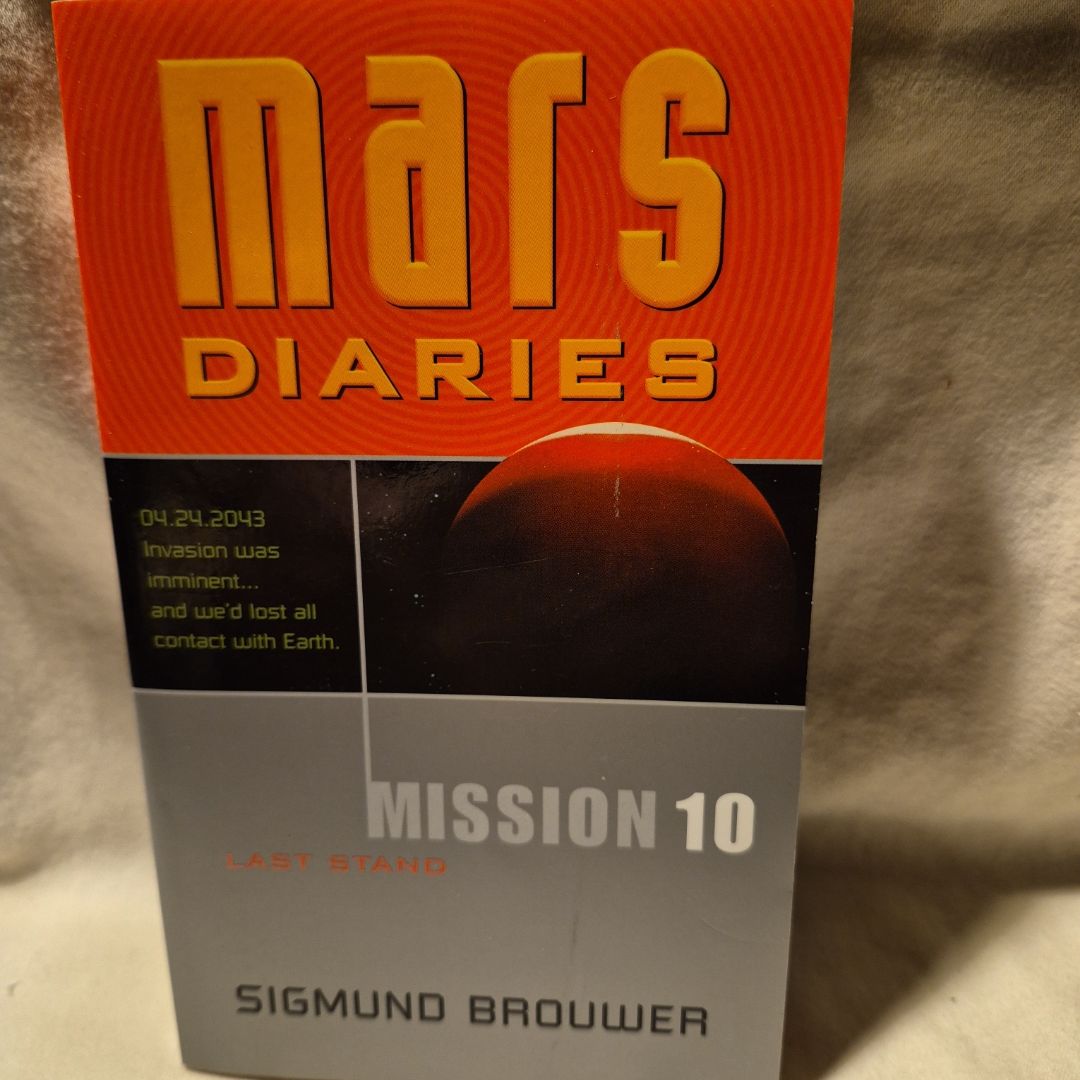 mars
DIARIES
04.24.2043
Invasion was
imminent...
and we'd lost all
contact with Earth.
MISSION 10
LAST STAND
SIGMUND BROUWER